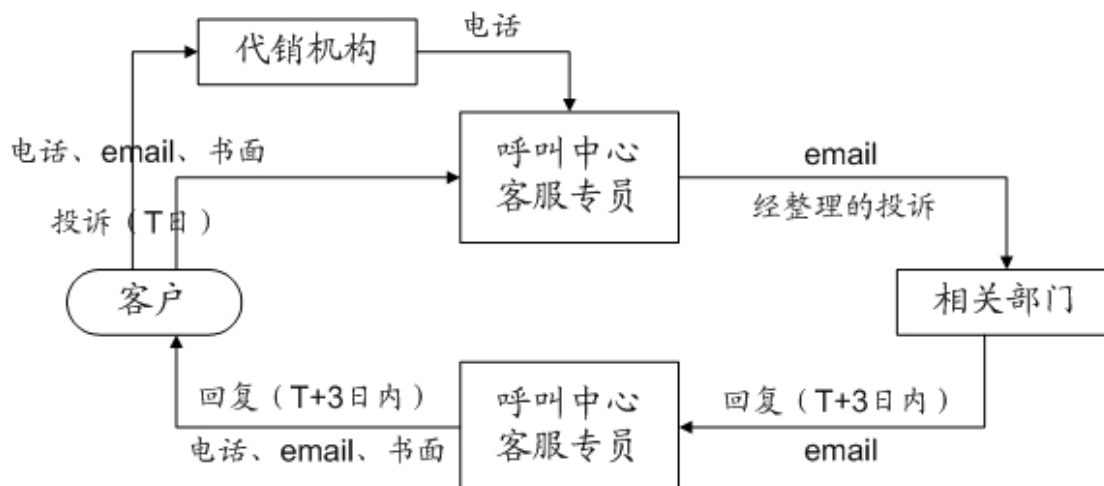 代销机构
电话
电话、email、书面
呼叫中心
客服专员
email
经整理的投诉
投诉（T日）
客户
相关部门
回复（T+3日内）
电话、email、书面
呼叫中心
客服专员
回复（T+3日内）
email